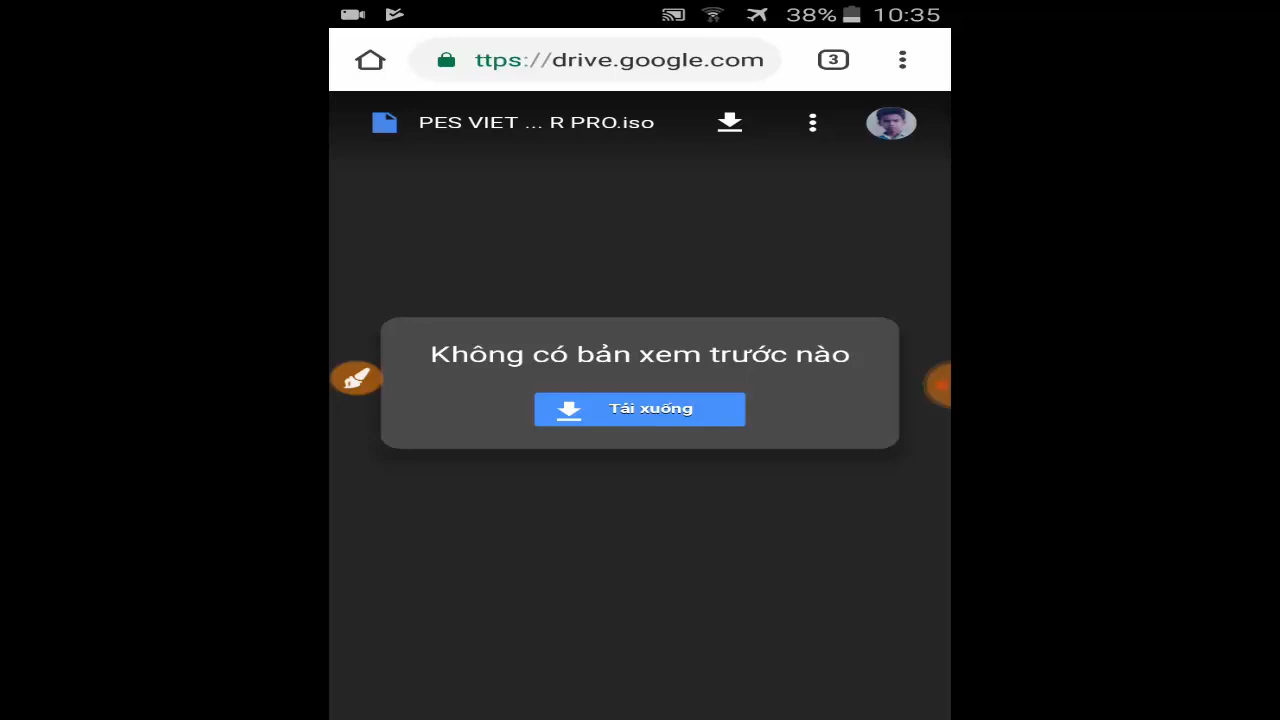 38% 10:35
ttps://drive.google.com 3
PES VIET ... R PRO.iso
Không có bản xem trước nào
Tải xuống